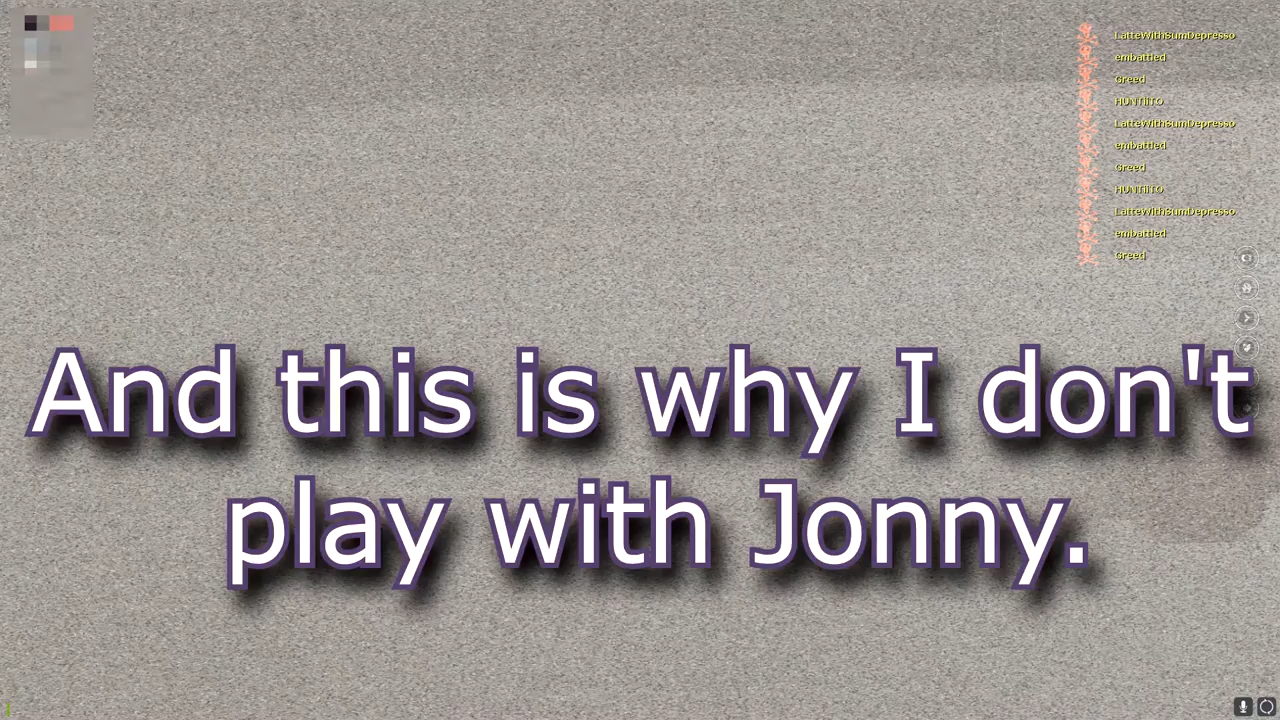 LatteWithSumDepresso
embattled
Greed
HUNTIITO
LatteWithSumDepresso
embattled
Greed
HUNTIITO
LatteWithSumDepresso
embattled
Greed
And this is why I don't
play with Jonny.